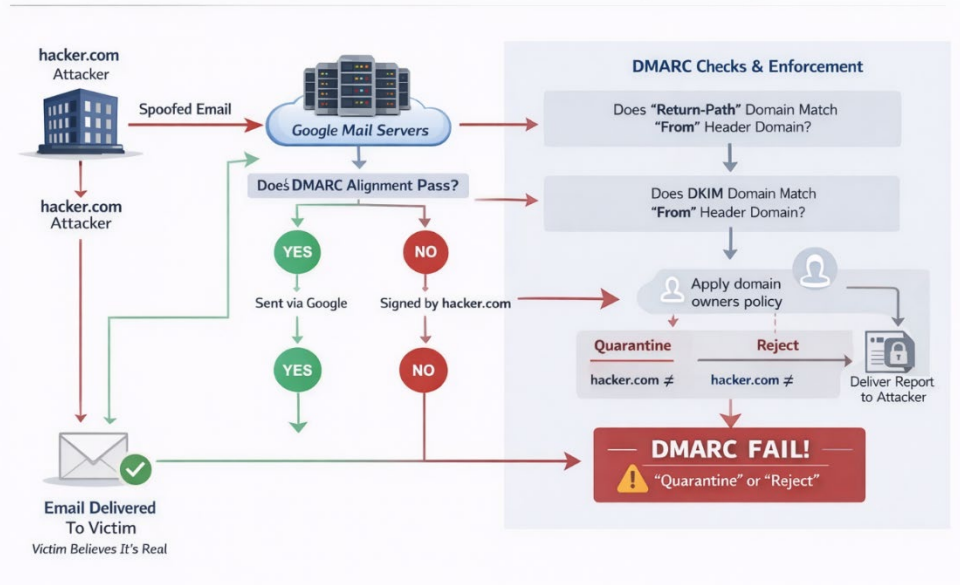 hacker.com
Attacker
Spoofed Email
Google Mail Servers
DMARC Checks & Enforcement
Does "Return-Path" Domain Match
"From" Header Domain?
hacker.com
Attacker
Does DMARC Alignment Pass?
Does DKIM Domain Match
"From" Header Domain?
YES
NO
Sent via Google
Signed by hacker.com
Apply domain
owners policy
YES
NO
Quarantine
Reject
hacker.com ≠
hacker.com ≠
Deliver Report
to Attacker
DMARC FAIL!
"Quarantine" or "Reject"
Email Delivered
To Victim
Victim Believes It's Real